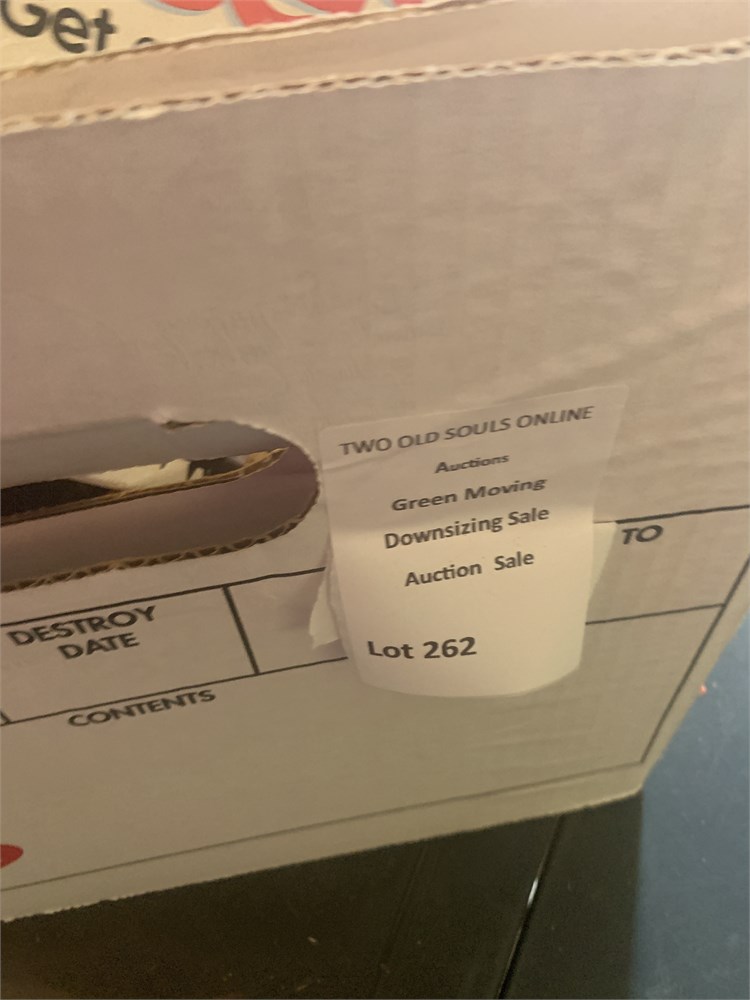 Get
TWO OLD SOULS ONLINE
Auctions
Green Moving
Downsizing Sale
Auction Sale
Lot 262
TO
DESTROY
DATE
CONTENTS